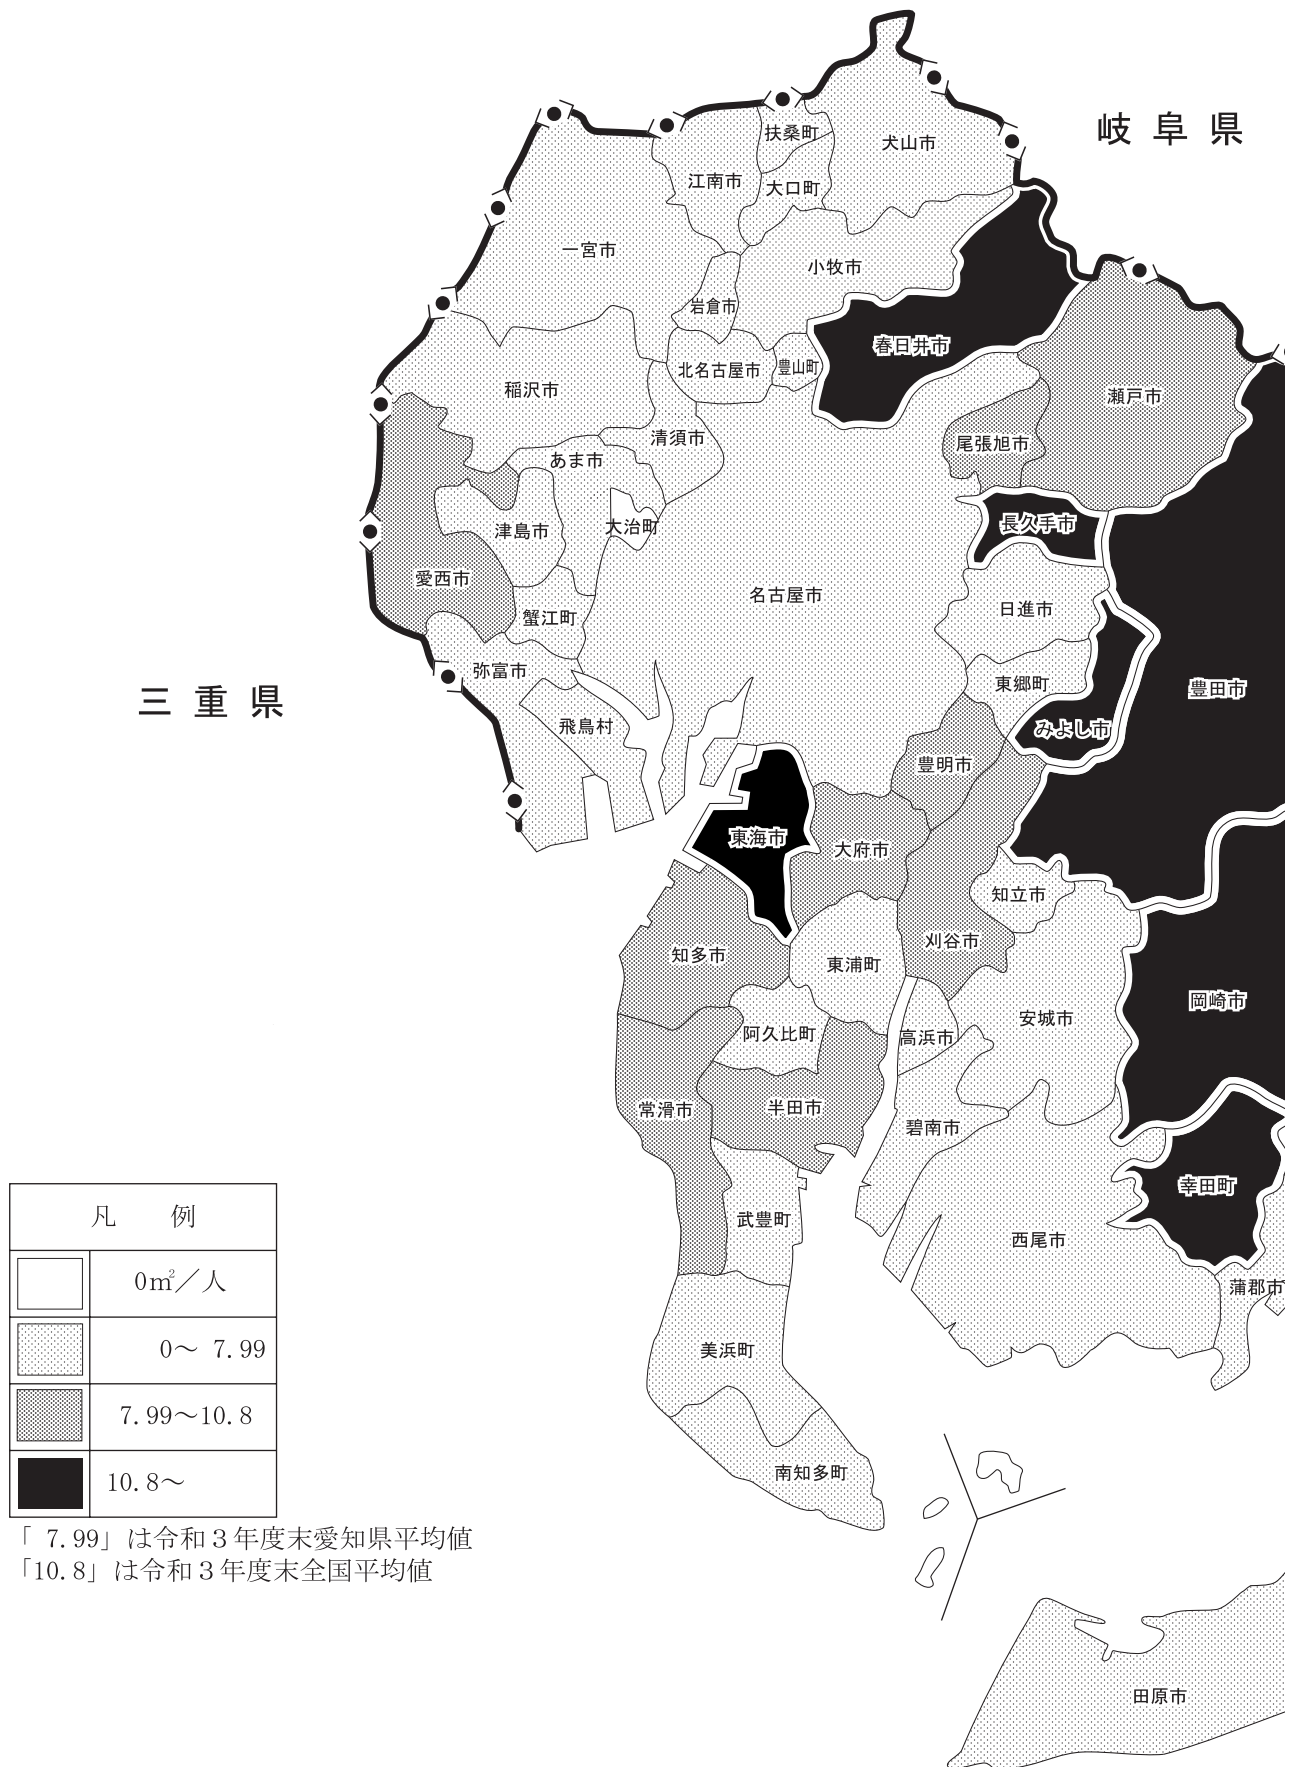 岐阜県
扶桑町
犬山市
江南市
大口町
一宮市
小牧市
岩倉市
春日井市
北名古屋市
豊山町
稲沢市
瀬戸市
清須市
尾張旭市
あま市
津島市
大治町
長久手市
愛西市
名古屋市
日進市
蟹江町
弥富市
東郷町
豊田市
三重県
飛島村
みよし市
豊明市
東海市
大府市
知立市
刈谷市
知多市
東浦町
岡崎市
安城市
阿久比町
高浜市
常滑市
半田市
碧南市
幸田町
武豊町
西尾市
蒲郡市
美浜町
南知多町
田原市
凡 例
0㎡/人
0～ 7.99
7.99～10.8
10.8～
「 7.99」は令和３年度末愛知県平均値
「10.8」は令和３年度末全国平均値